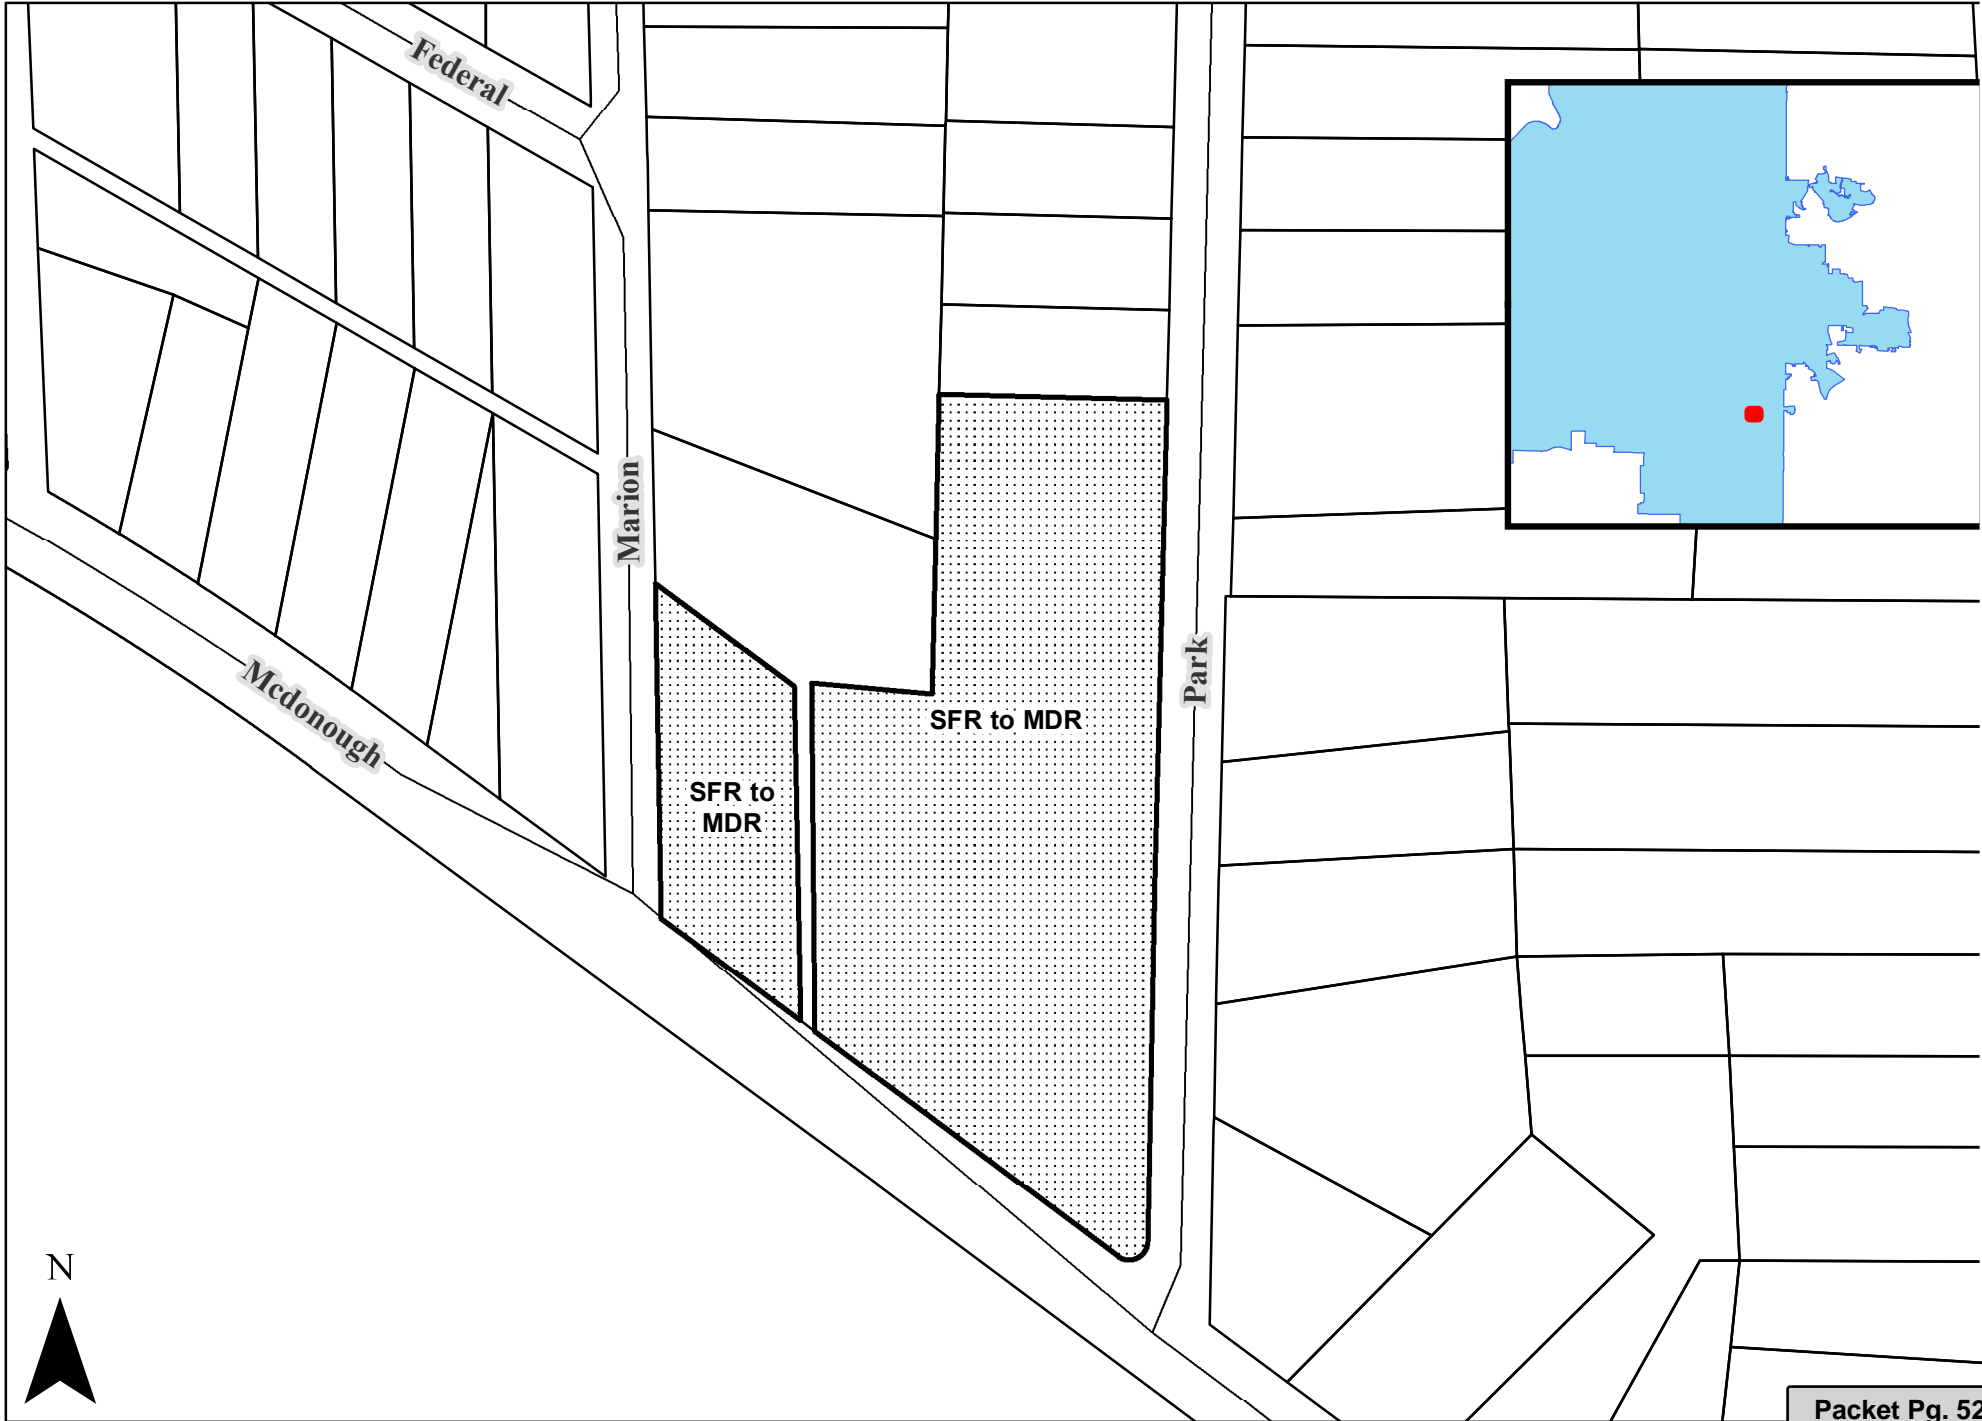 Federal
Marion
Park
SFR to MDR
Mcdonough
SFR to
MDR
N
Packet Pg. 52